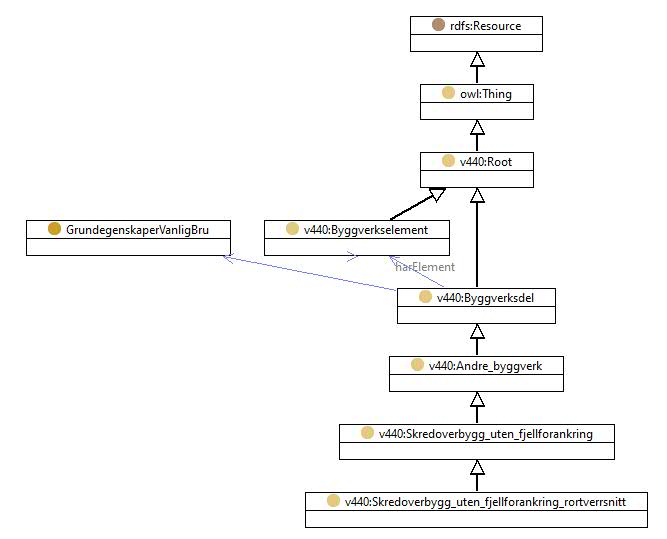 rdfs:Resource
owl:Thing
v440:Root
GrundegenskaperVanligBru
v440:Byggverkselement
harElement
v440:Byggverksdel
v440:Andre_byggverk
v440:Skredoverbygg_uten_fjellforankring
v440:Skredoverbygg_uten_fjellforankring_rortverrsnitt